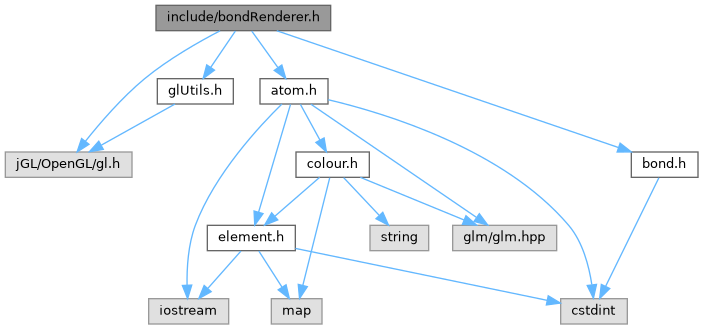 include/bondRenderer.h
glUtils.h
atom.h
jGL/OpenGL/gl.h
colour.h
bond.h
element.h
string
glm/glm.hpp
iostream
map
cstdint